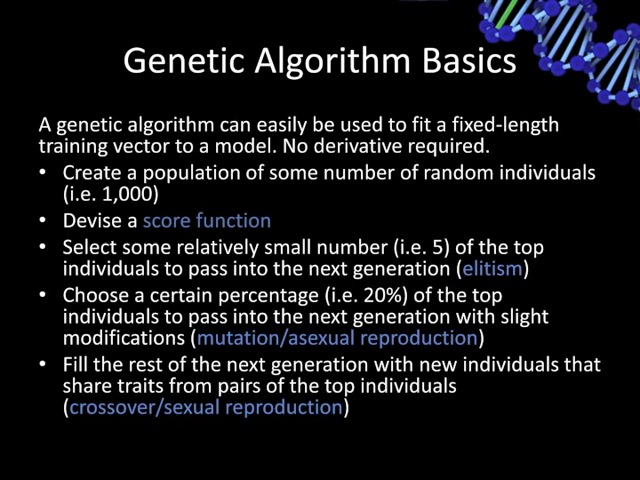 Genetic Algorithm Basics
A genetic algorithm can easily be used to fit a fixed-length
training vector to a model. No derivative required.
• Create a population of some number of random individuals
(i.e. 1,000)
• Devise a score function
• Select some relatively small number (i.e. 5) of the top
individuals to pass into the next generation (elitism)
• Choose a certain percentage (i.e. 20%) of the top
individuals to pass into the next generation with slight
modifications (mutation/asexual reproduction)
• Fill the rest of the next generation with new individuals that
share traits from pairs of the top individuals
(crossover/sexual reproduction)